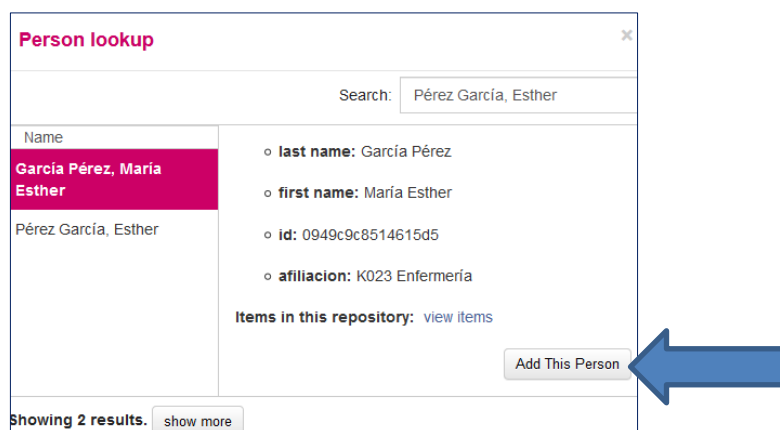 Person lookup ×
Search: Pérez García, Esther
Name
García Pérez, María
Esther
Pérez García, Esther
last name: García Pérez
first name: María Esther
id: 0949c9c8514615d5
afiliacion: K023 Enfermería
Items in this repository: view items
Add This Person
Showing 2 results. show more